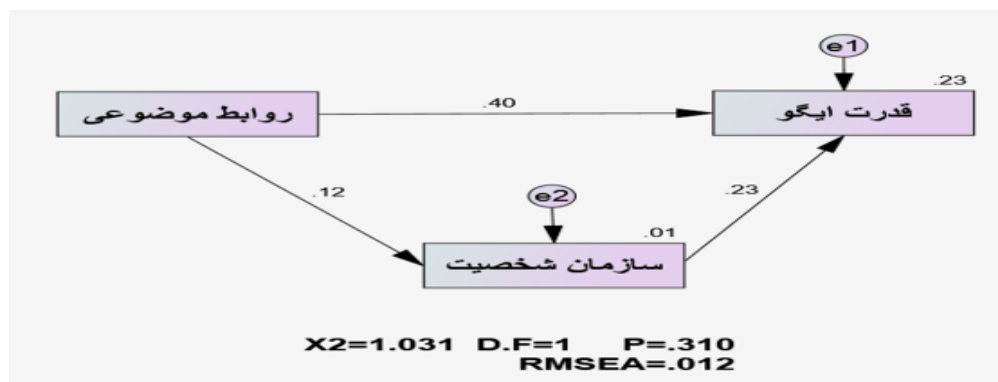 e1
.23
روابط موضوعی
.40
قدرت ایگو
.12
e2
.23
.01
سازمان شخصیت
X2=1.031 D.F=1 P=.310
RMSEA=.012